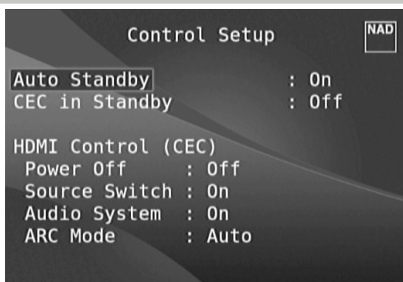 Control Setup
NAD
Auto Standby : On
CEC in Standby : Off
HDMI Control (CEC)
Power Off : Off
Source Switch : On
Audio System : On
ARC Mode : Auto